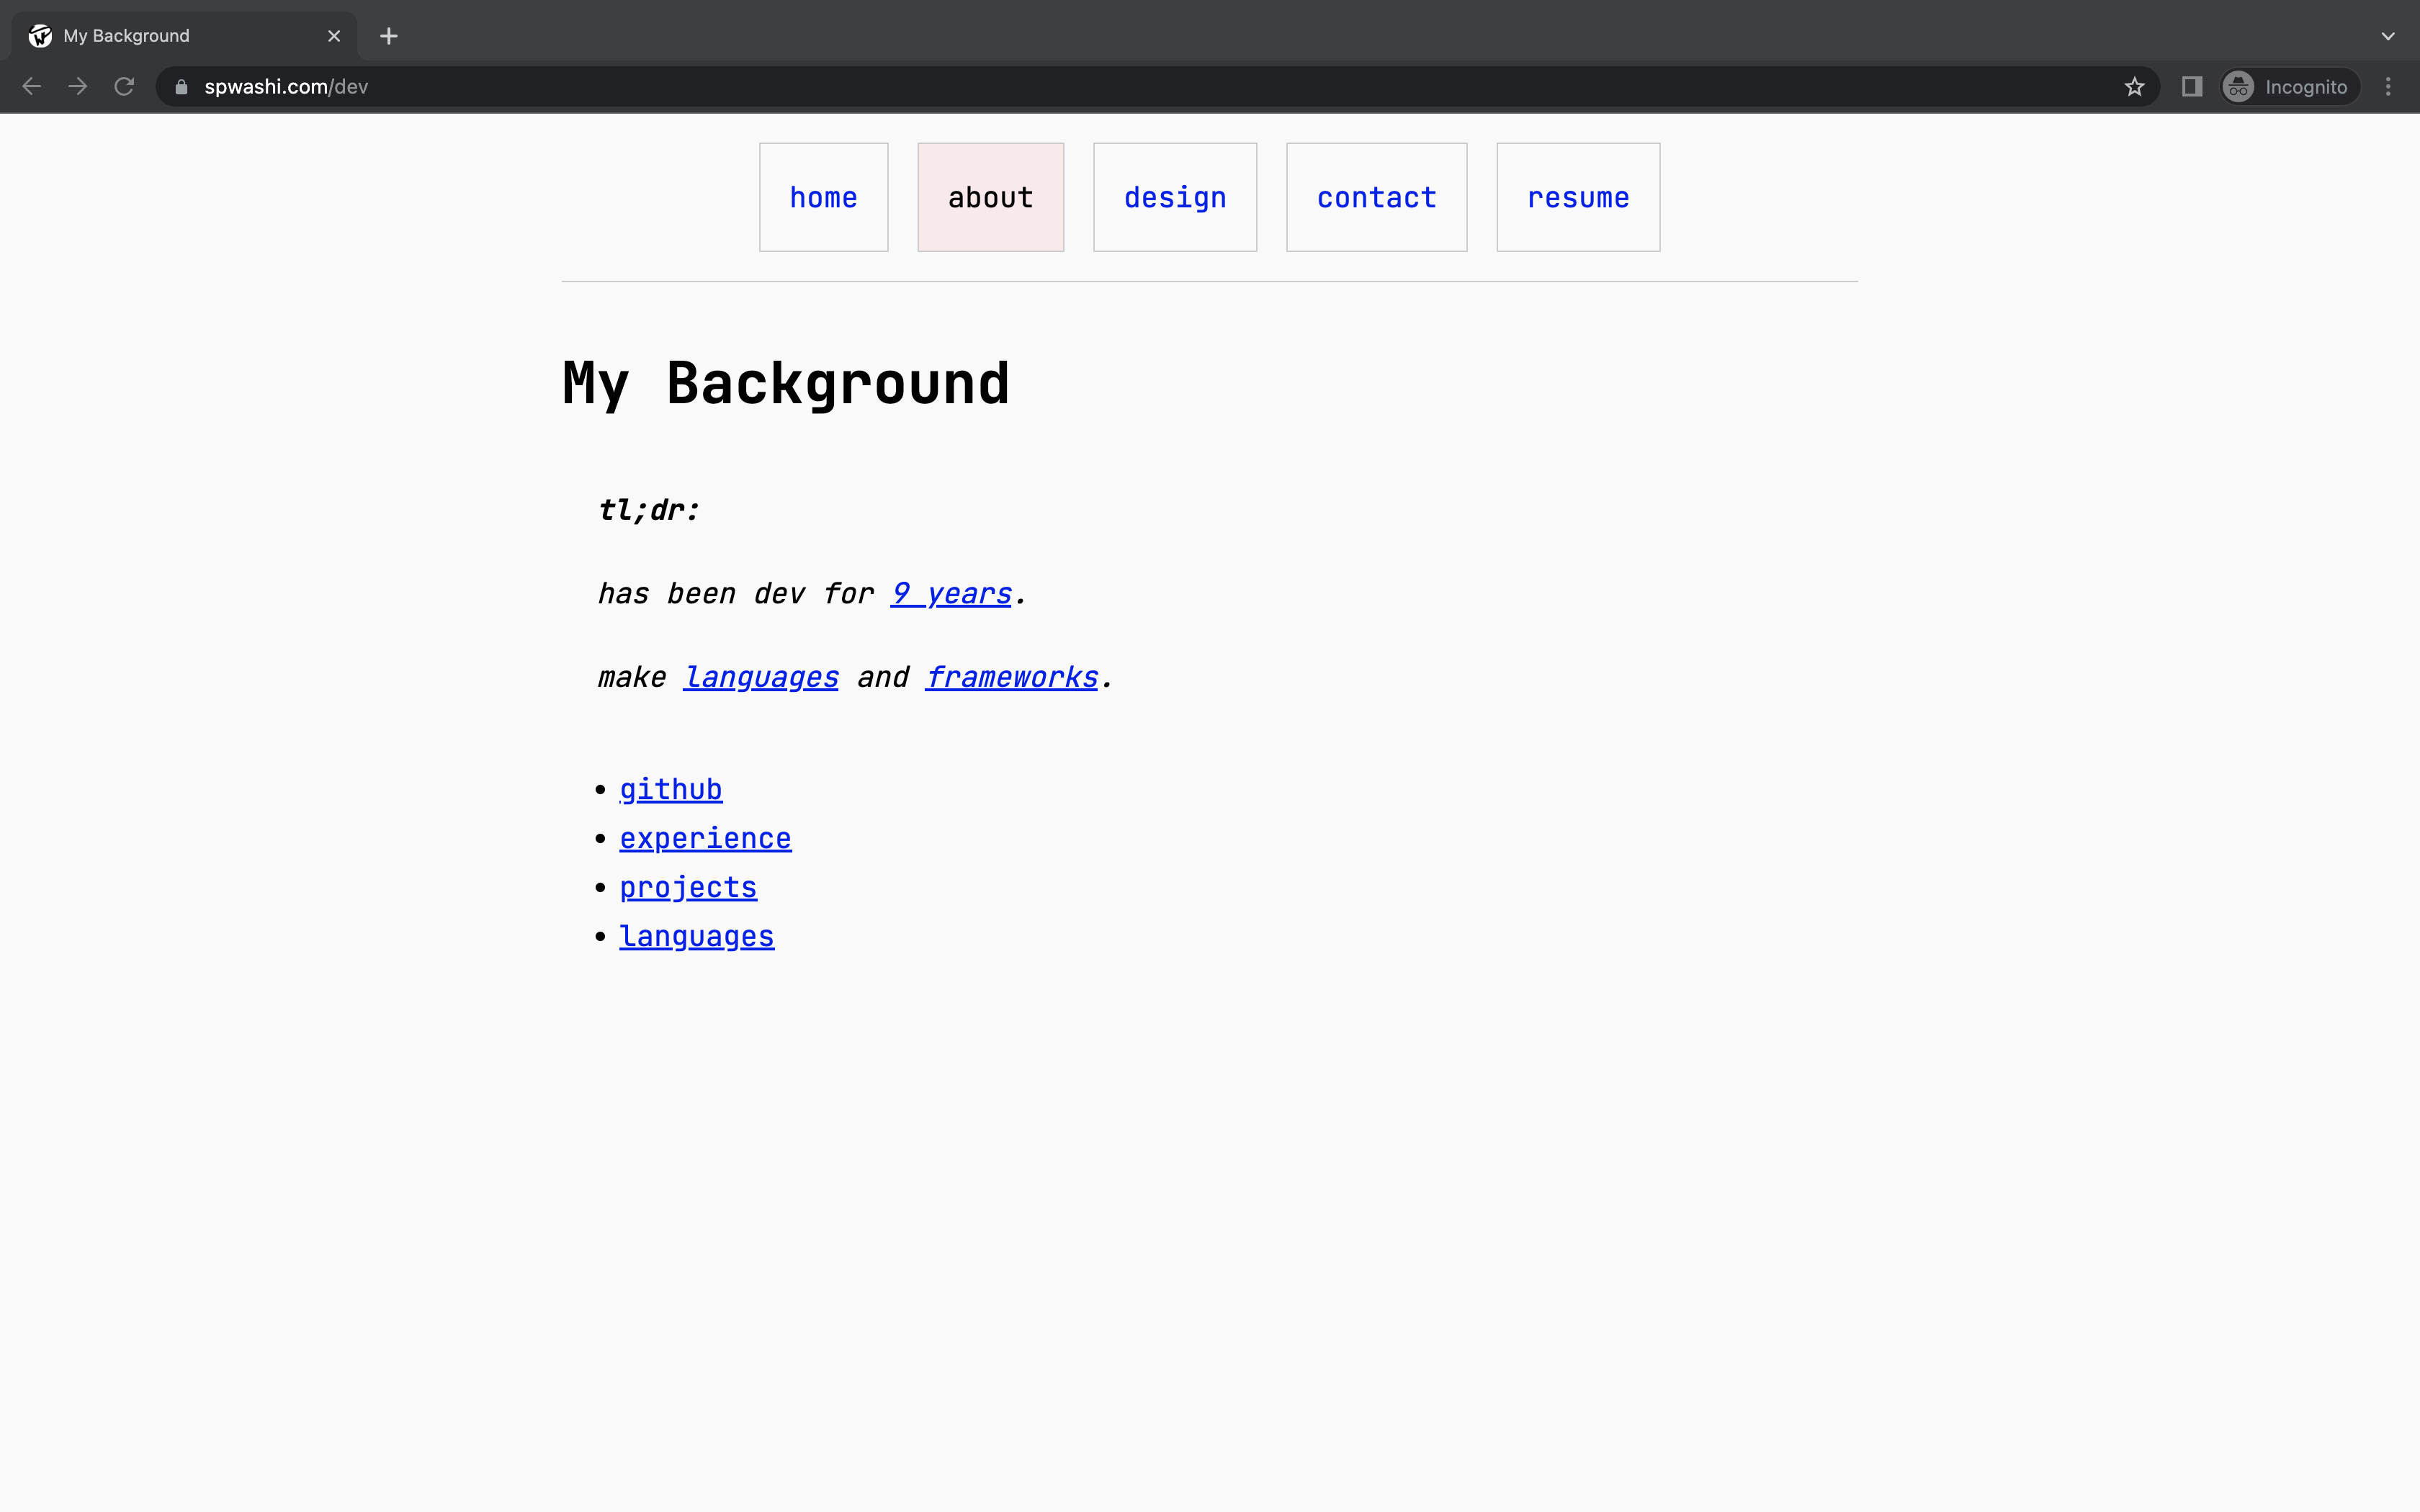 My Background
spwashi.com/dev
Incognito
home about design contact resume
My Background
tl;dr:
has been dev for 9 years.
make languages and frameworks.
• github
• experience
• projects
• languages